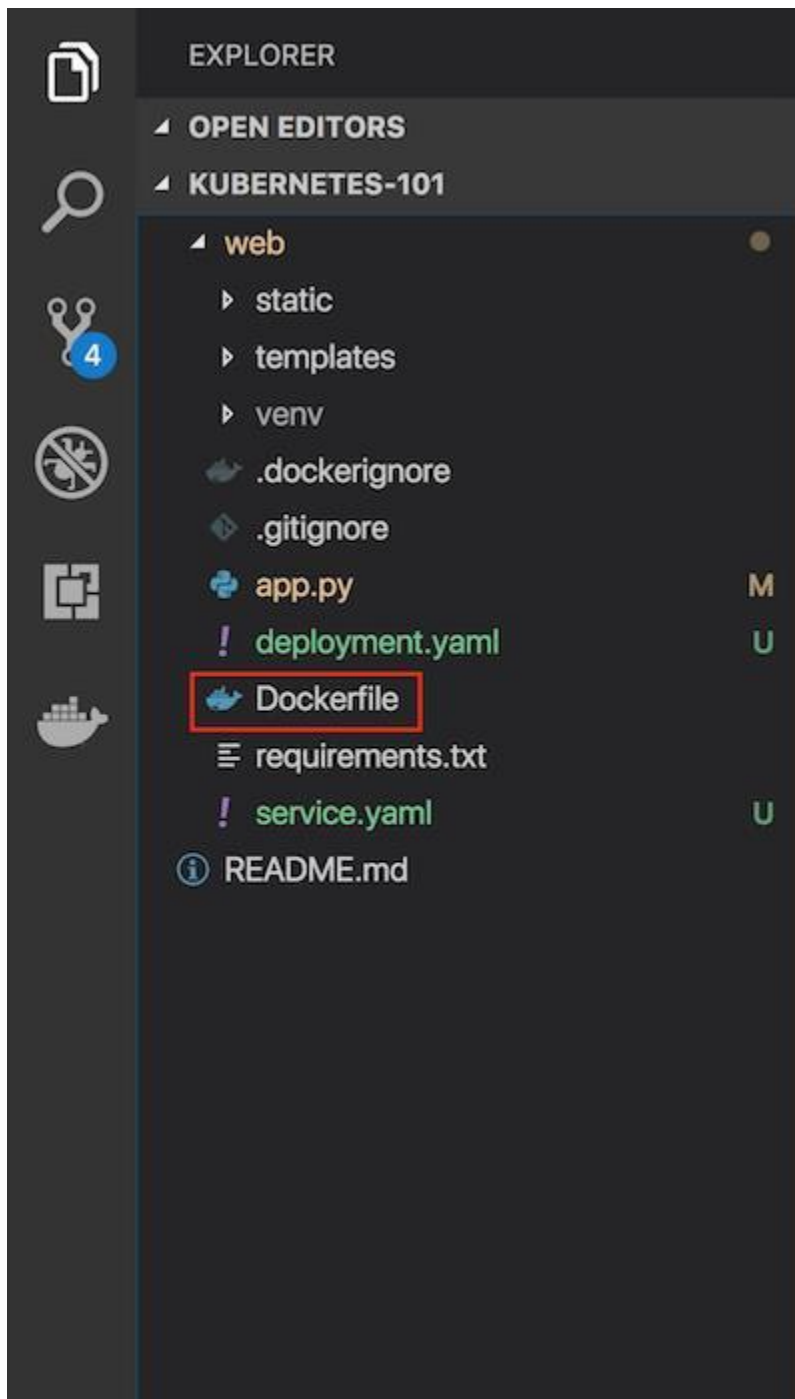 EXPLORER
OPEN EDITORS
KUBERNETES-101
web
static
templates
4
venv
.dockerignore
.gitignore
app.py M
deployment.yaml U
Dockerfile
requirements.txt
service.yaml U
README.md